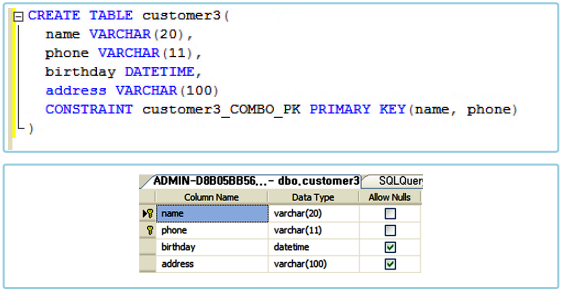 CREATE TABLE customer3(
name VARCHAR(20),
phone VARCHAR(11),
birthday DATETIME,
address VARCHAR(100)
CONSTRAINT customer3_COMBO_PK PRIMARY KEY(name, phone)
)
ADMIN-D8B05BB56...- dbo.customer3 SQLQuery
Column Name Data Type Allow Nulls
name varchar(20)
phone varchar(11)
birthday datetime
address varchar(100)